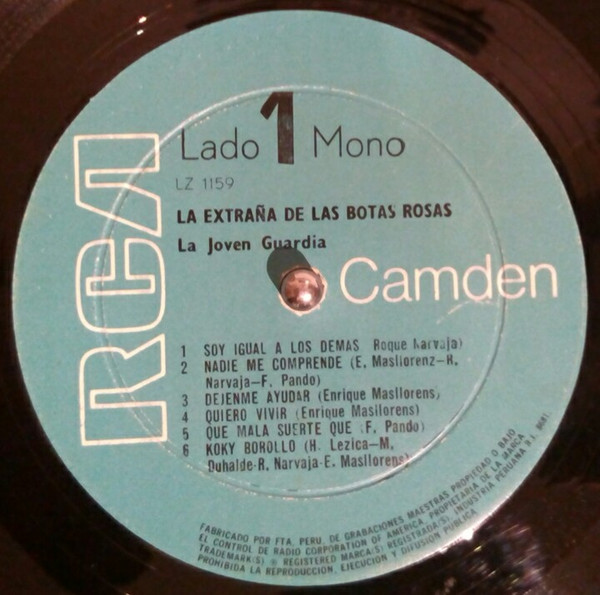 RCA
Lado 1 Mono
LZ 1159
LA EXTRAÑA DE LAS BOTAS ROSAS
La Joven Guardia
Camden
1 SOY IGUAL A LOS DEMAS Roque Narvaja)
2 NADIE ME COMPRENDE (E. Masllorenz-R.
Narvaja-F. Pando)
3 DEJENME AYUDAR (Enrique Masllorens)
4 QUIERO VIVIR (Enrique Masllorens)
5 QUE MALA SUERTE QUE (F. Pando)
6 KOKY BOROLLO (H. Lezica-M.
Duhalde-R. Narvaja-E. Masllorens)
FABRICADO POR FTA. PERU. DE GRABACIONES MAESTRAS PROPIEDAD O BAJO
EL CONTROL DE RADIO CORPORATION OF AMERICA, PROPIETARIA DE LA MARCA
TRADEMARK(S) ® REGISTERED MARCA(S) REGISTRADA(S), INDUSTRIA PERUANA R.I. 8681.
PROHIBIDA LA REPRODUCCION, EJECUCION Y DIFUSION PUBLICA